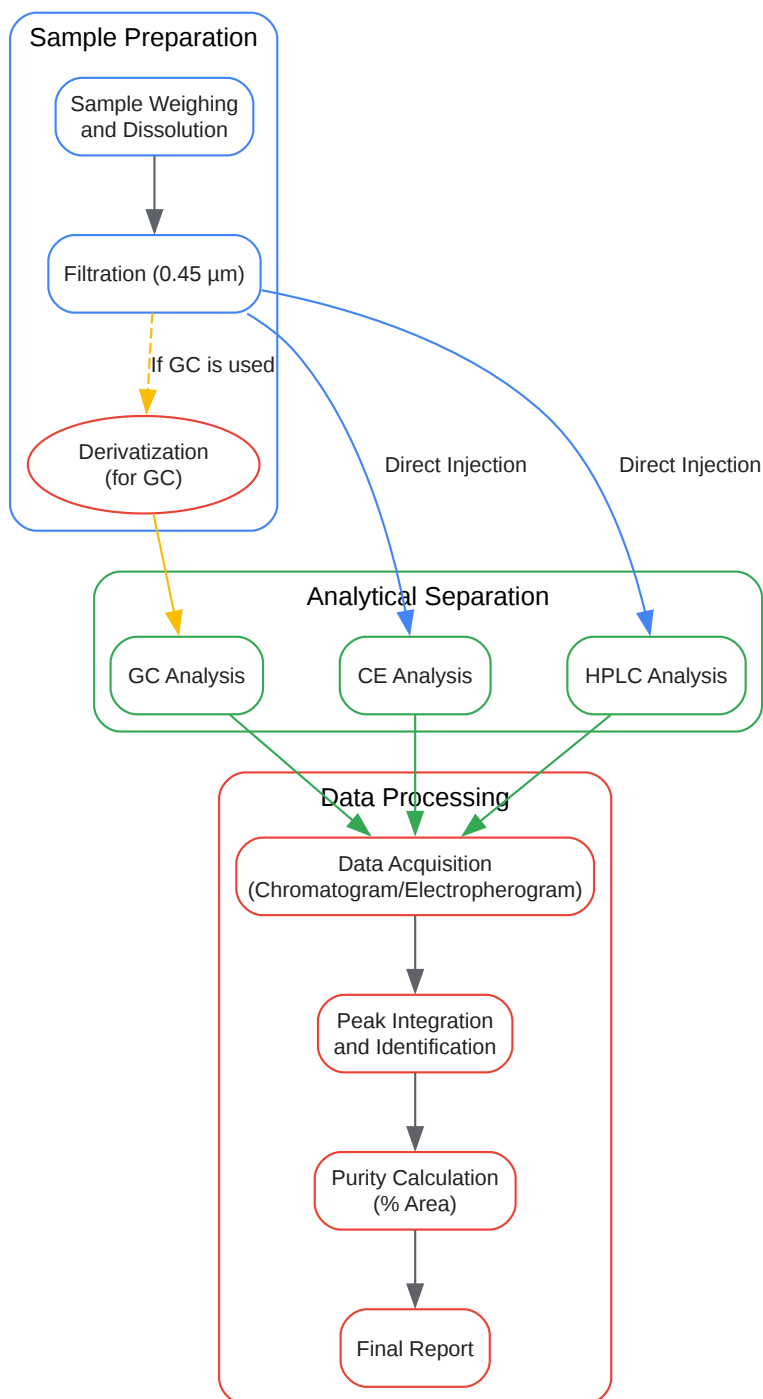 Sample Preparation
Sample Weighing
and Dissolution
Filtration (0.45 µm)
If GC is used
Derivatization
(for GC)
Direct Injection
Direct Injection
Analytical Separation
GC Analysis
CE Analysis
HPLC Analysis
Data Processing
Data Acquisition
(Chromatogram/Electropherogram)
Peak Integration
and Identification
Purity Calculation
(% Area)
Final Report